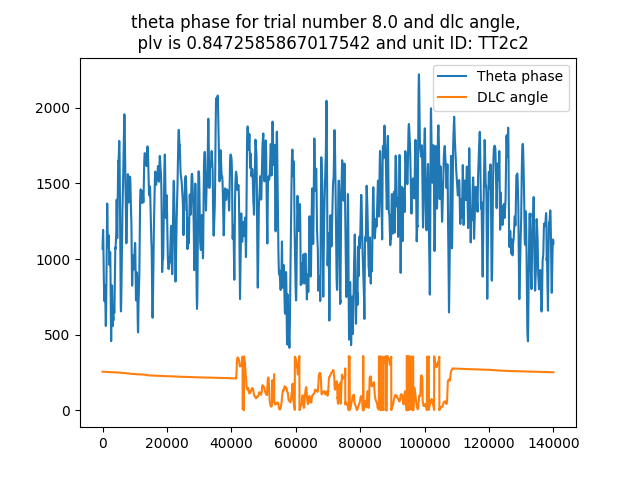 theta phase for trial number 8.0 and dlc angle,
plv is 0.8472585867017542 and unit ID: TT2c2
Theta phase
DLC angle
2000
1500
1000
500
0
0 20000 40000 60000 80000 100000 120000 140000